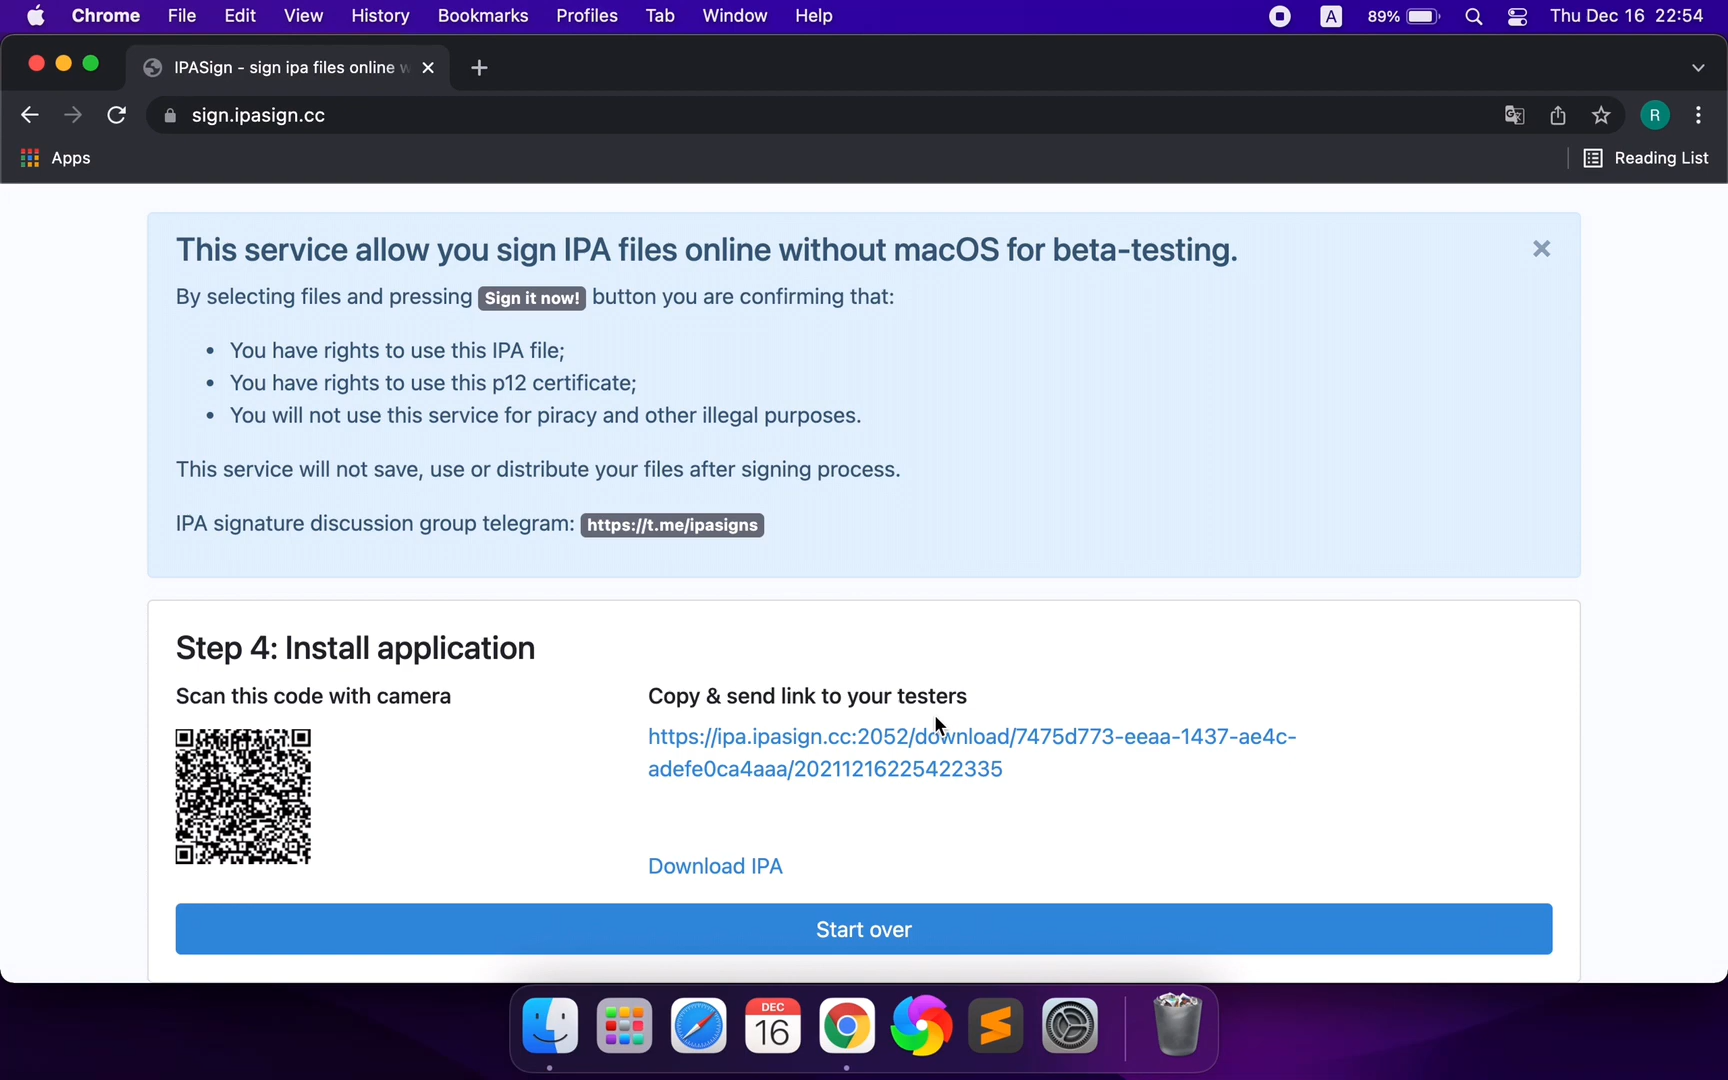 Chrome File Edit View History Bookmarks Profiles Tab Window Help A 89% Thu Dec 16 22:54
IPASign - sign ipa files online w
sign.ipasign.cc R
Apps Reading List
This service allow you sign IPA files online without macOS for beta-testing.
By selecting files and pressing Sign it now! button you are confirming that:
• You have rights to use this IPA file;
• You have rights to use this p12 certificate;
• You will not use this service for piracy and other illegal purposes.
This service will not save, use or distribute your files after signing process.
IPA signature discussion group telegram: https://t.me/ipasigns
Step 4: Install application
Scan this code with camera
Copy & send link to your testers
https://ipa.ipasign.cc:2052/download/7475d773-eeaa-1437-ae4c-
adefe0ca4aaa/20211216225422335
Download IPA
Start over
DEC
16